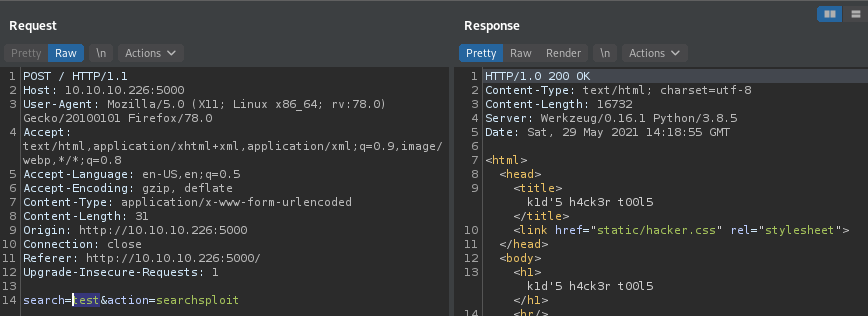 Request
Pretty Raw \n Actions
1 POST / HTTP/1.1
2 Host: 10.10.10.226:5000
3 User-Agent: Mozilla/5.0 (X11; Linux x86_64; rv:78.0)
Gecko/20100101 Firefox/78.0
4 Accept:
text/html,application/xhtml+xml,application/xml;q=0.9,image/
webp,*/*;q=0.8
5 Accept-Language: en-US,en;q=0.5
6 Accept-Encoding: gzip, deflate
7 Content-Type: application/x-www-form-urlencoded
8 Content-Length: 31
9 Origin: http://10.10.10.226:5000
10 Connection: close
11 Referer: http://10.10.10.226:5000/
12 Upgrade-Insecure-Requests: 1
13
14 search=test&action=searchsploit
Response
Pretty Raw Render \n Actions
1 HTTP/1.0 200 OK
2 Content-Type: text/html; charset=utf-8
3 Content-Length: 16732
4 Server: Werkzeug/0.16.1 Python/3.8.5
5 Date: Sat, 29 May 2021 14:18:55 GMT
6
7 <html>
8 <head>
9 <title>
k1d'5 h4ck3r t00l5
</title>
10 <link href="static/hacker.css" rel="stylesheet">
11 </head>
12 <body>
13 <h1>
k1d'5 h4ck3r t00l5
</h1>
14 <br/>